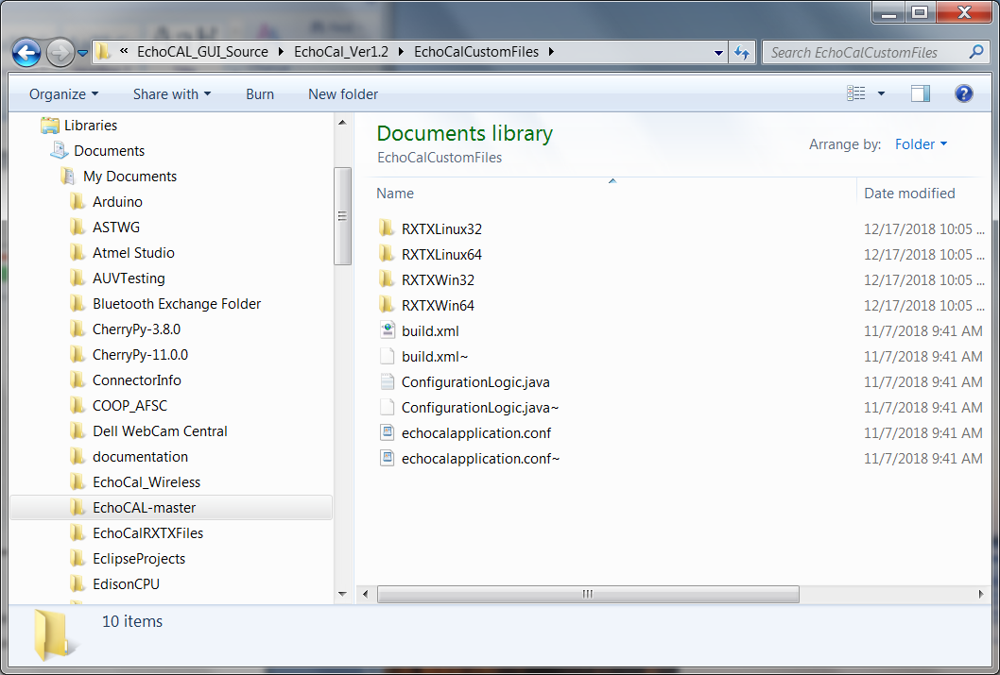 « EchoCAL_GUI_Source EchoCal_Ver1.2 EchoCalCustomFiles
Search EchoCalCustomFiles
Organize Share with Burn New folder
Libraries
Documents
My Documents
Arduino
ASTWG
Atmel Studio
AUVTesting
Bluetooth Exchange Folder
CherryPy-3.8.0
CherryPy-11.0.0
ConnectorInfo
COOP_AFSC
Dell WebCam Central
documentation
EchoCal_Wireless
EchoCAL-master
EchoCalRXTXFiles
EclipseProjects
EdisonCPU
Documents library
EchoCalCustomFiles
Arrange by: Folder
Name Date modified
RXTXLinux32 12/17/2018 10:05 ...
RXTXLinux64 12/17/2018 10:05 ...
RXTXWin32 12/17/2018 10:05 ...
RXTXWin64 12/17/2018 10:05 ...
build.xml 11/7/2018 9:41 AM
build.xml~ 11/7/2018 9:41 AM
ConfigurationLogic.java 11/7/2018 9:41 AM
ConfigurationLogic.java~ 11/7/2018 9:41 AM
echocalapplication.conf 11/7/2018 9:41 AM
echocalapplication.conf~ 11/7/2018 9:41 AM
10 items